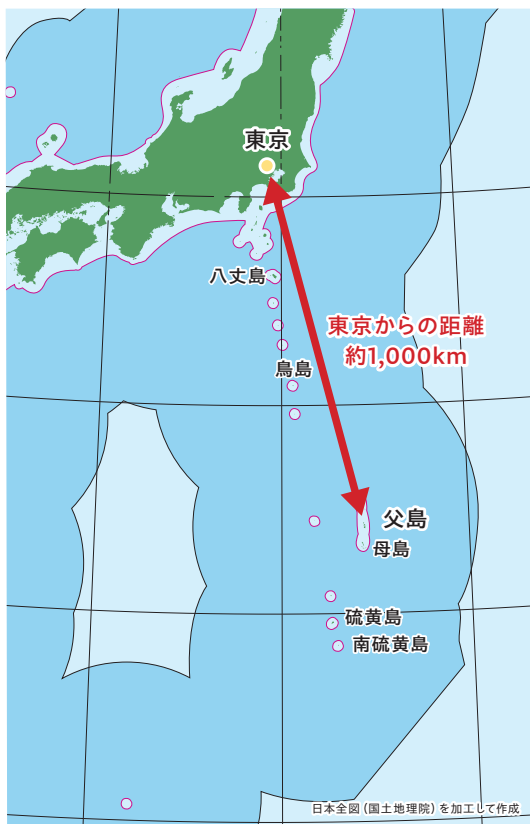 東京
八丈島
東京からの距離
約1,000km
鳥島
父島
母島
硫黄島
南硫黄島
日本全図(国土地理院)を加工して作成